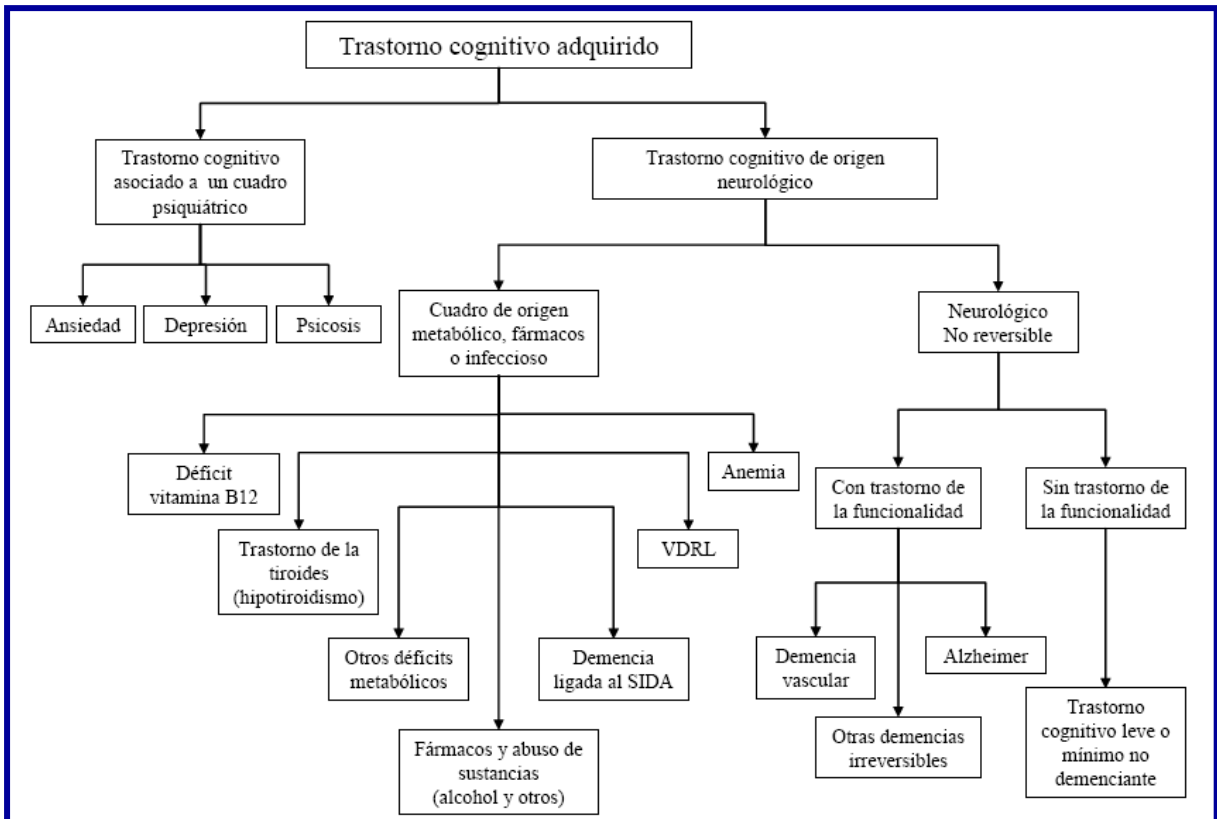 Trastorno cognitivo adquirido
Trastorno cognitivo
asociado a un cuadro
psiquiátrico
Trastorno cognitivo de origen
neurológico
Ansiedad
Depresión
Psicosis
Cuadro de origen
metabólico, fármacos
o infeccioso
Neurológico
No reversible
Déficit
vitamina B12
Anemia
Con trastorno de
la funcionalidad
Sin trastorno de
la funcionalidad
Trastorno de la
tiroides
(hipotiroidismo)
VDRL
Otros déficits
metabólicos
Demencia
ligada al SIDA
Demencia
vascular
Alzheimer
Fármacos y abuso de
sustancias
(alcohol y otros)
Otras demencias
irreversibles
Trastorno
cognitivo leve o
mínimo no
demenciante